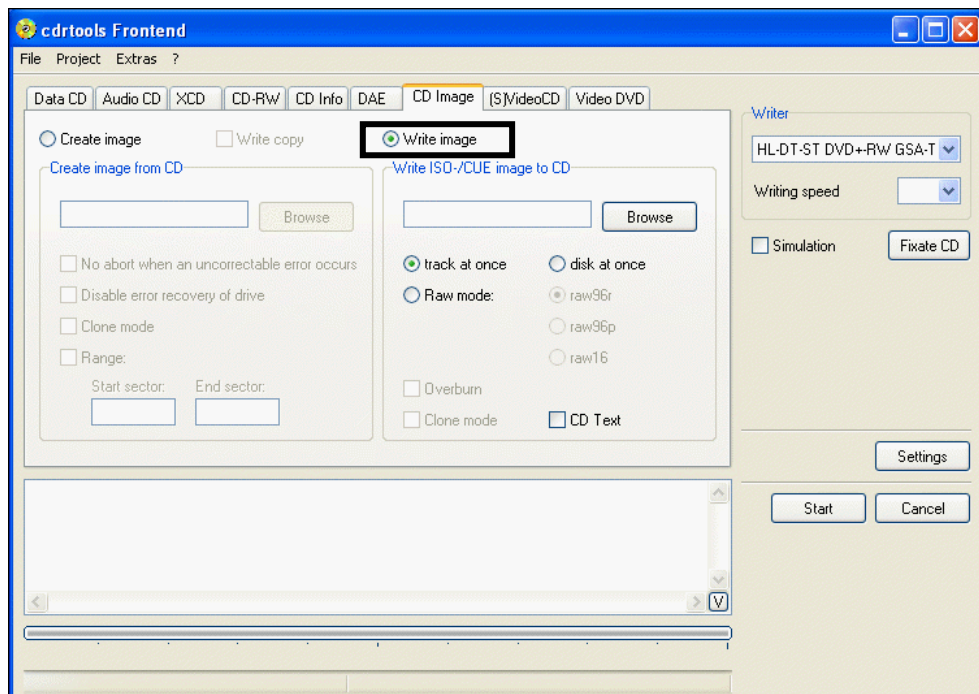 cdrtools Frontend
File Project Extras ?
Data CD Audio CD XCD CD-RW CD Info DAE CD Image (S)VideoCD Video DVD
Create image Write copy Write image
Create image from CD
Browse
No abort when an uncorrectable error occurs
Disable error recovery of drive
Clone mode
Range:
Start sector: End sector:
Write ISO-/CUE image to CD
Browse
track at once disk at once
Raw mode: raw96r
raw96p
raw16
Overburn
Clone mode CD Text
Writer
HL-DT-ST DVD+-RW GSA-T
Writing speed
Simulation Fixate CD
Settings
Start Cancel
V